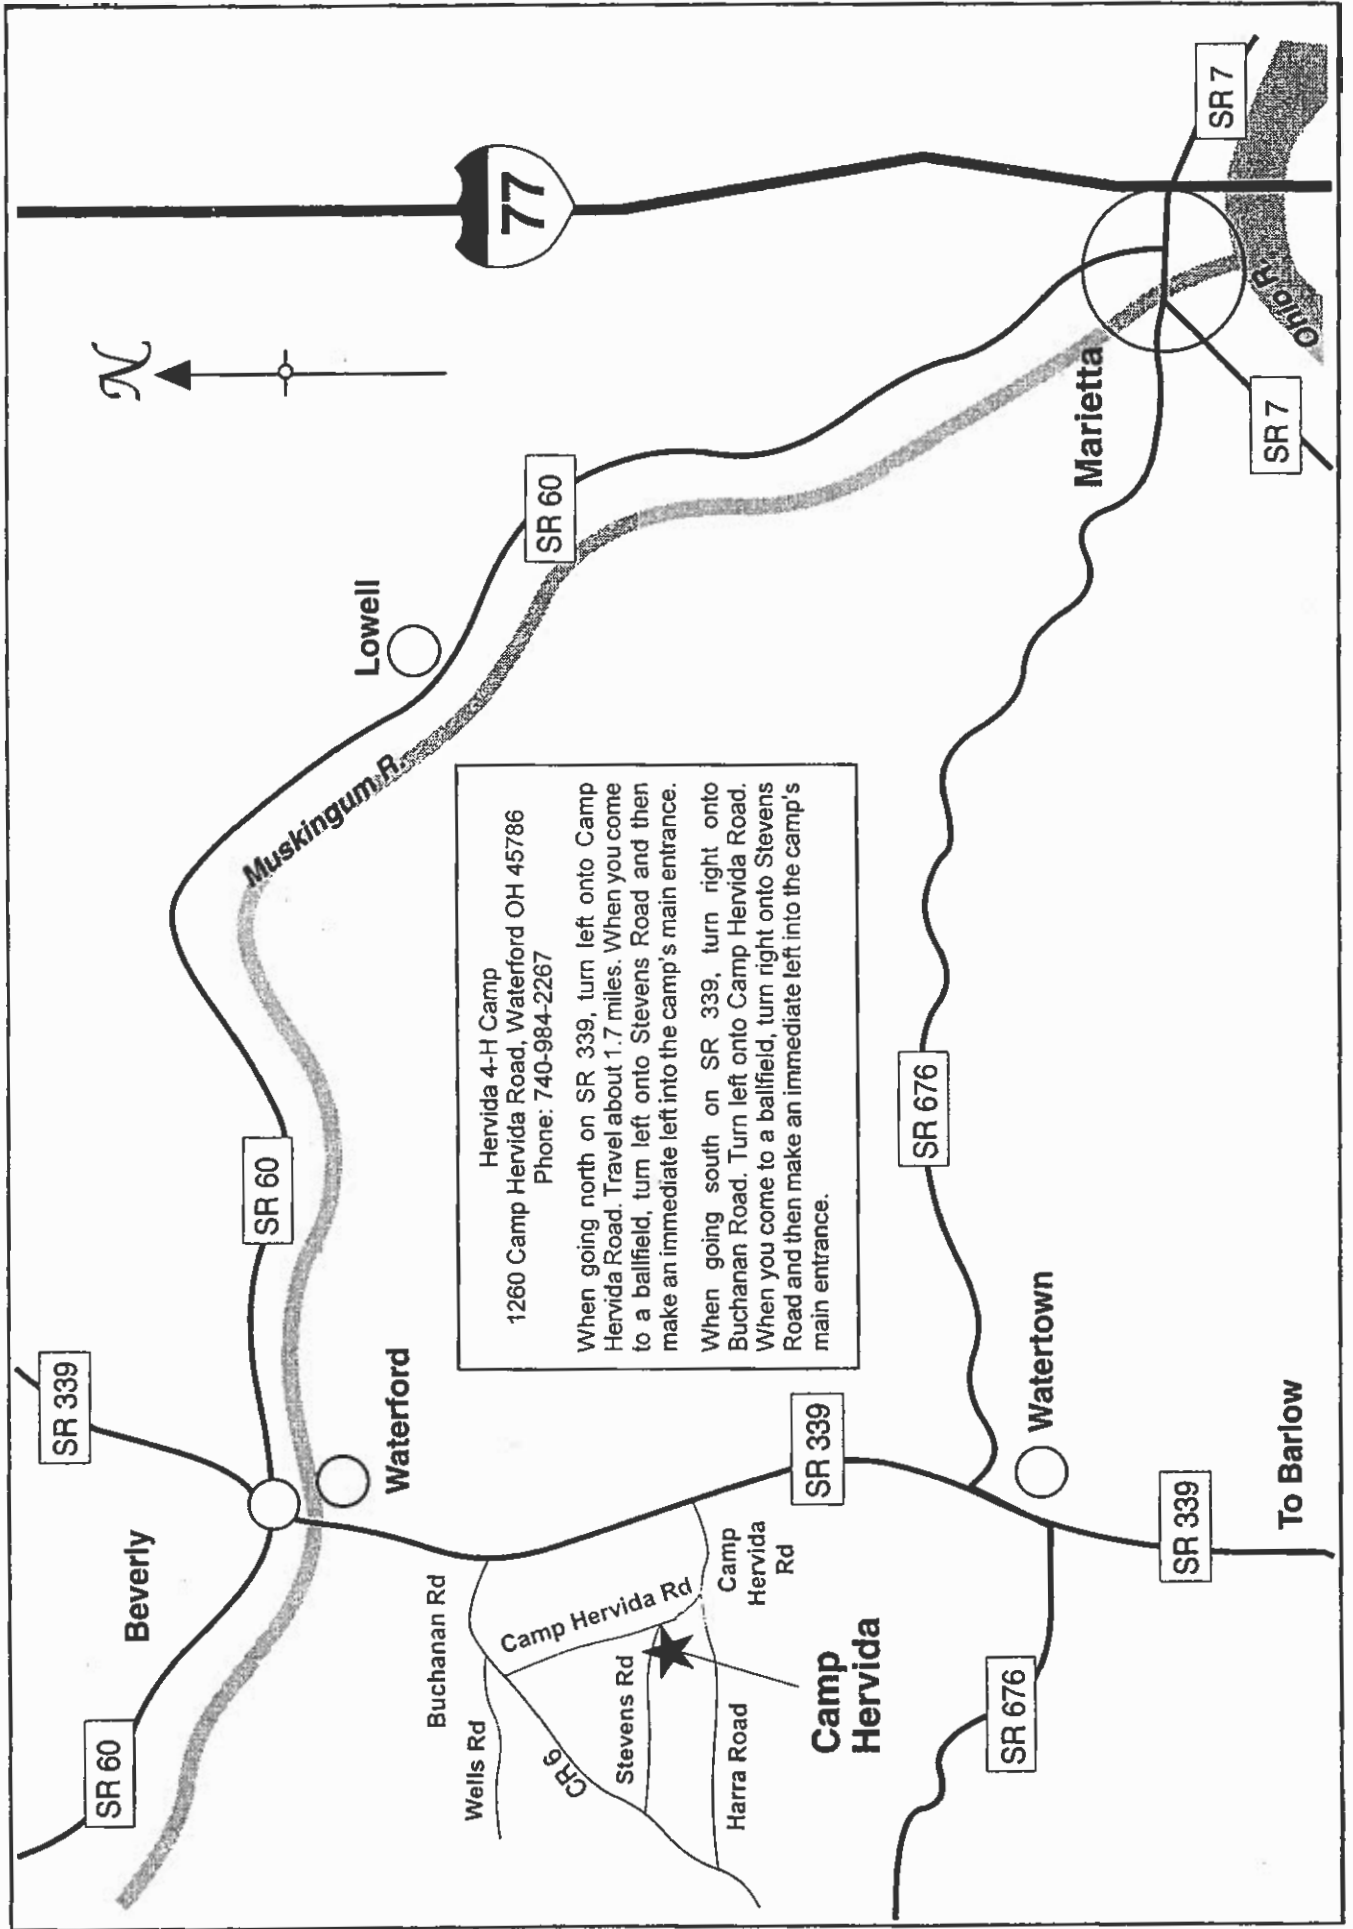 N
77
SR 7
Ohio R.
SR 7
Marietta
SR 60
Lowell
Muskingum R.
SR 60
SR 339
Beverly
SR 60
Waterford
Hervida 4-H Camp
1260 Camp Hervida Road, Waterford OH 45786
Phone: 740-984-2267
When going north on SR 339, turn left onto Camp
Hervida Road. Travel about 1.7 miles. When you come
to a ballfield, turn left onto Stevens Road and then
make an immediate left into the camp's main entrance.
When going south on SR 339, turn right onto
Buchanan Road. Turn left onto Camp Hervida Road.
When you come to a ballfield, turn right onto Stevens
Road and then make an immediate left into the camp's
main entrance.
Buchanan Rd
Wells Rd
CR 6
Camp Hervida Rd
Stevens Rd
Harra Road
Camp
Hervida
Rd
Camp
Hervida
SR 339
SR 676
Watertown
SR 676
SR 339
To Barlow